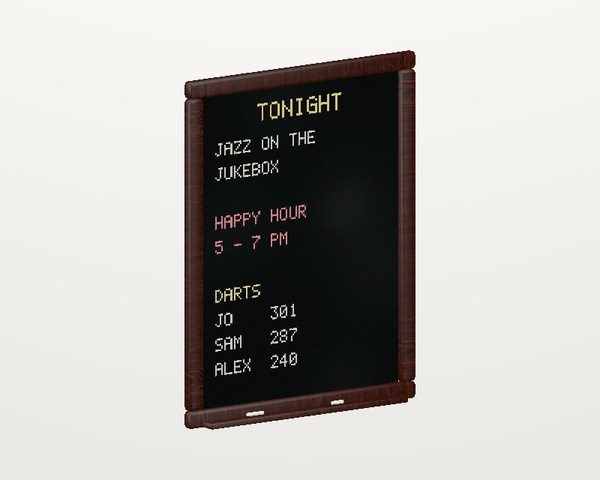 TONIGHT
JAZZ ON THE
JUKEBOX
HAPPY HOUR
5 - 7 PM
DARTS
JO 301
SAM 287
ALEX 240